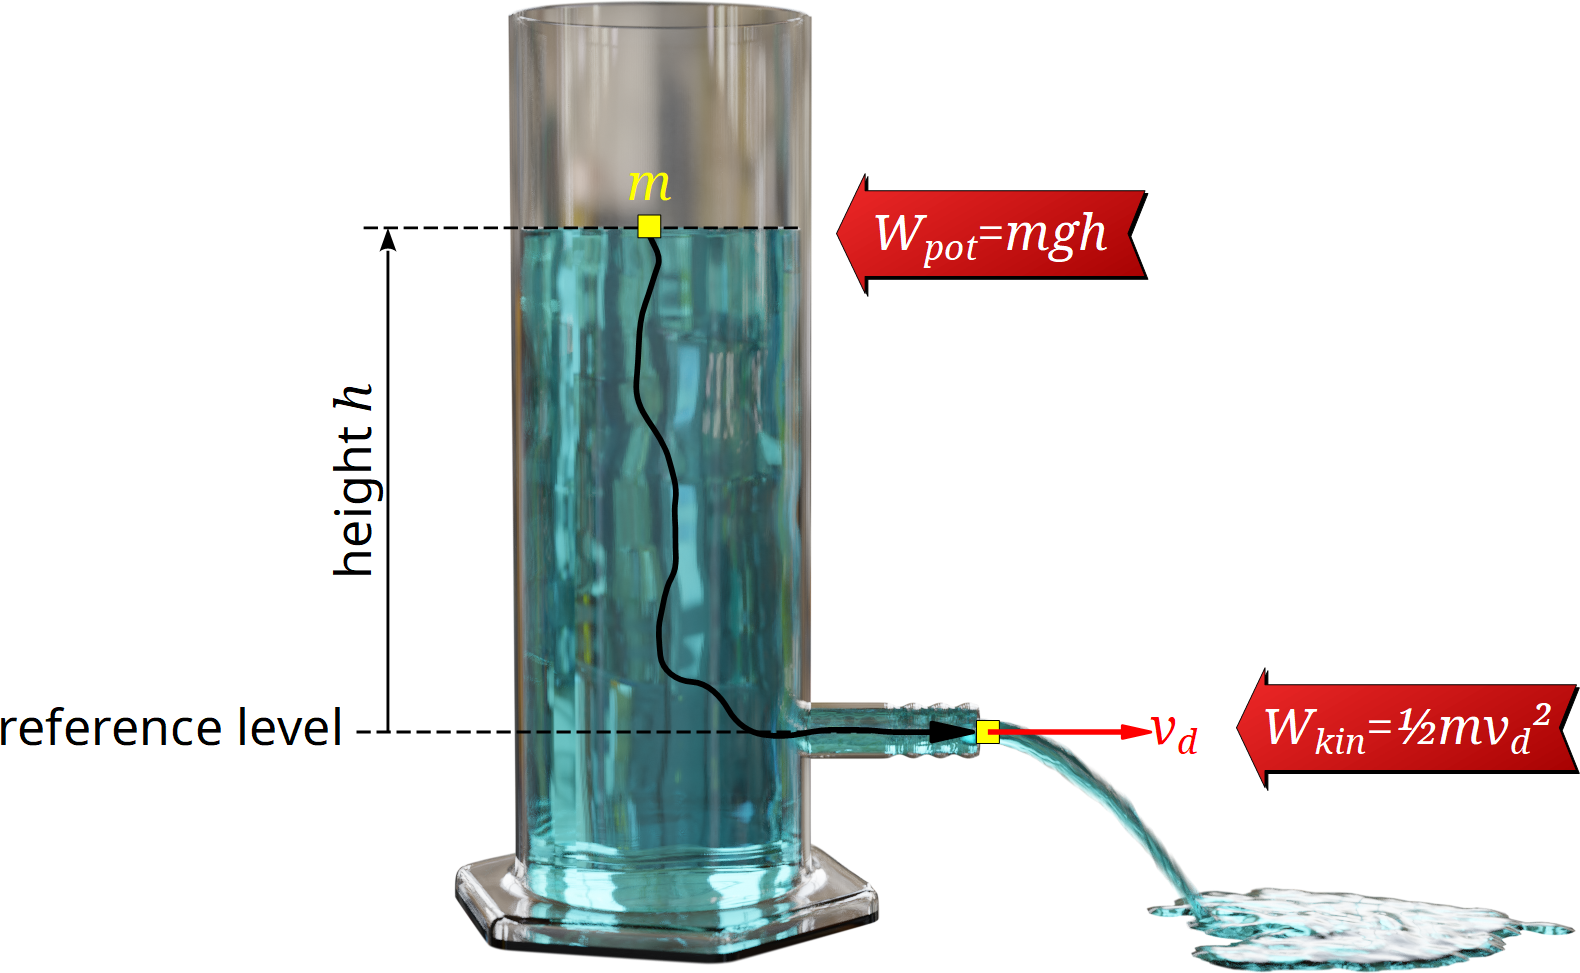 m
W_pot=mgh
height h
reference level
v_d
W_kin=½mv_d²